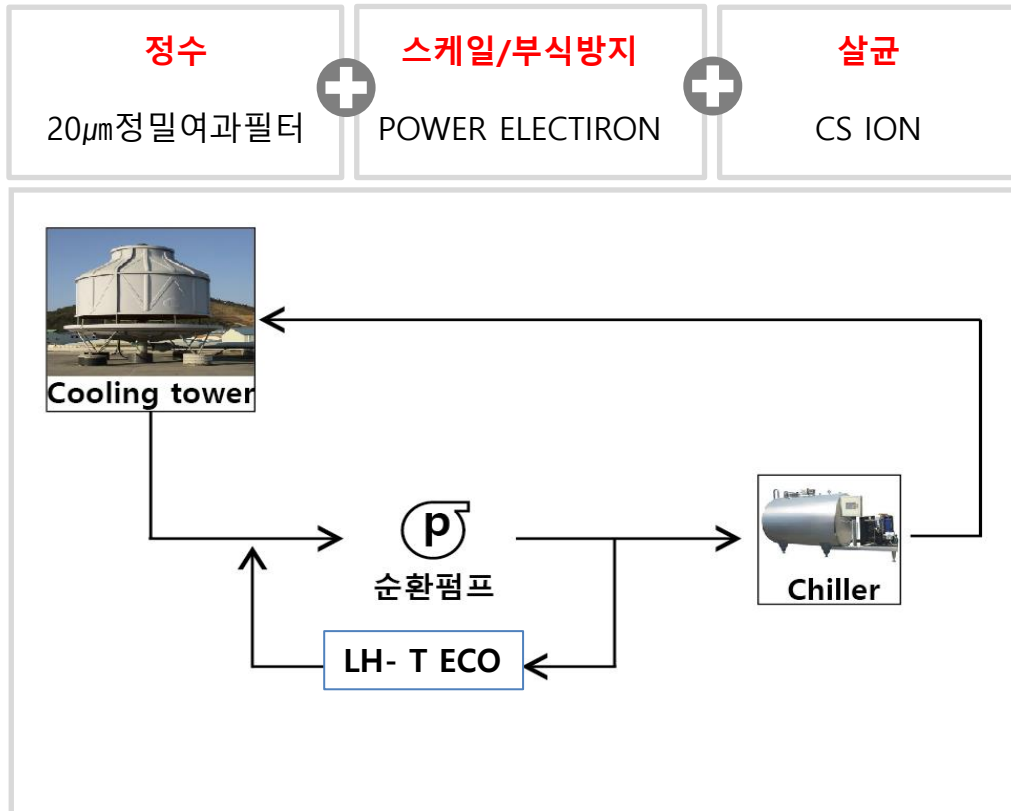 정수
20㎛정밀여과필터
스케일/부식방지
POWER ELECTIRON
살균
CS ION
Cooling tower
p
순환펌프
Chiller
LH- T ECO